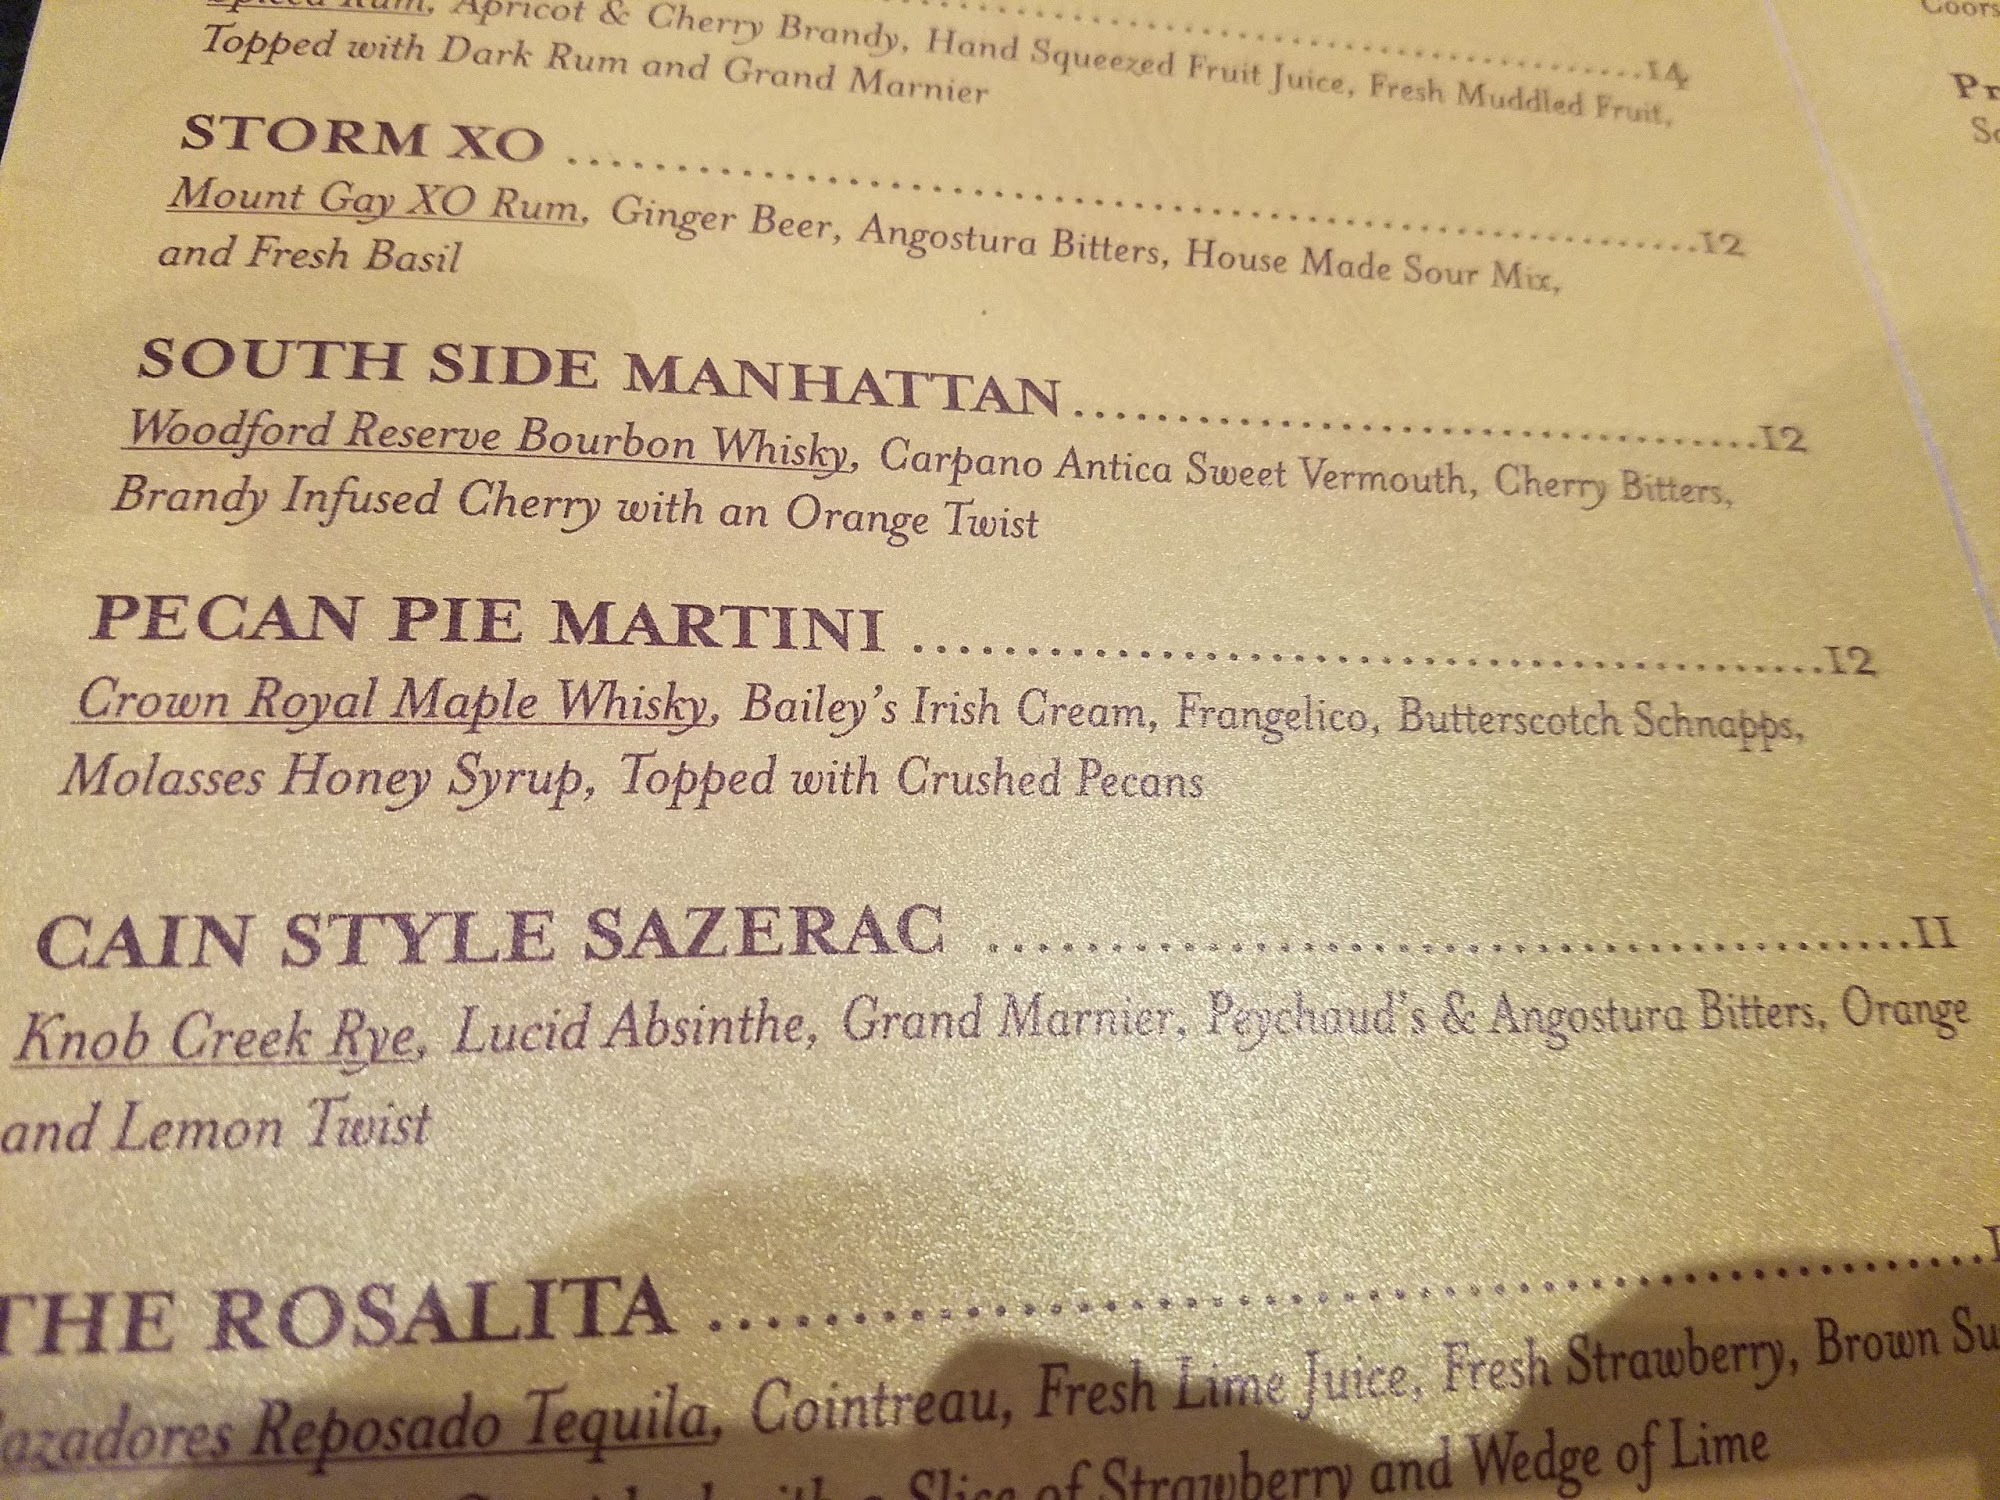 Spiced Rum, Apricot & Cherry Brandy, Hand Squeezed Fruit Juice, Fresh Muddled Fruit,
..........14
Topped with Dark Rum and Grand Marnier
STORM XO ..........12
Mount Gay XO Rum, Ginger Beer, Angostura Bitters, House Made Sour Mix,
and Fresh Basil
SOUTH SIDE MANHATTAN..........12
Woodford Reserve Bourbon Whisky, Carpano Antica Sweet Vermouth, Cherry Bitters,
Brandy Infused Cherry with an Orange Twist
PECAN PIE MARTINI ..........12
Crown Royal Maple Whisky, Bailey's Irish Cream, Frangelico, Butterscotch Schnapps,
Molasses Honey Syrup, Topped with Crushed Pecans
CAIN STYLE SAZERAC ..........11
Knob Creek Rye, Lucid Absinthe, Grand Marnier, Peychaud's & Angostura Bitters, Orange
and Lemon Twist
THE ROSALITA ..........
Reposado Tequila, Cointreau, Fresh Lime Juice, Fresh Strawberry, Brown
with a Slice of Strawberry and Wedge of Lime
Coors